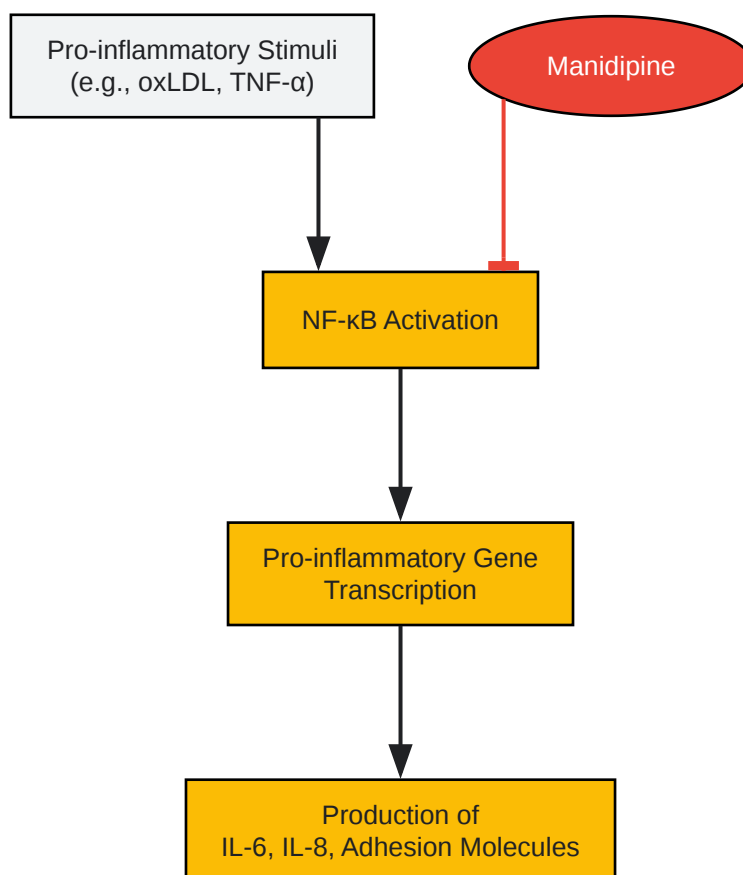 Pro-inflammatory Stimuli
(e.g., oxLDL, TNF-α)
Manidipine
NF-κB Activation
Pro-inflammatory Gene
Transcription
Production of
IL-6, IL-8, Adhesion Molecules